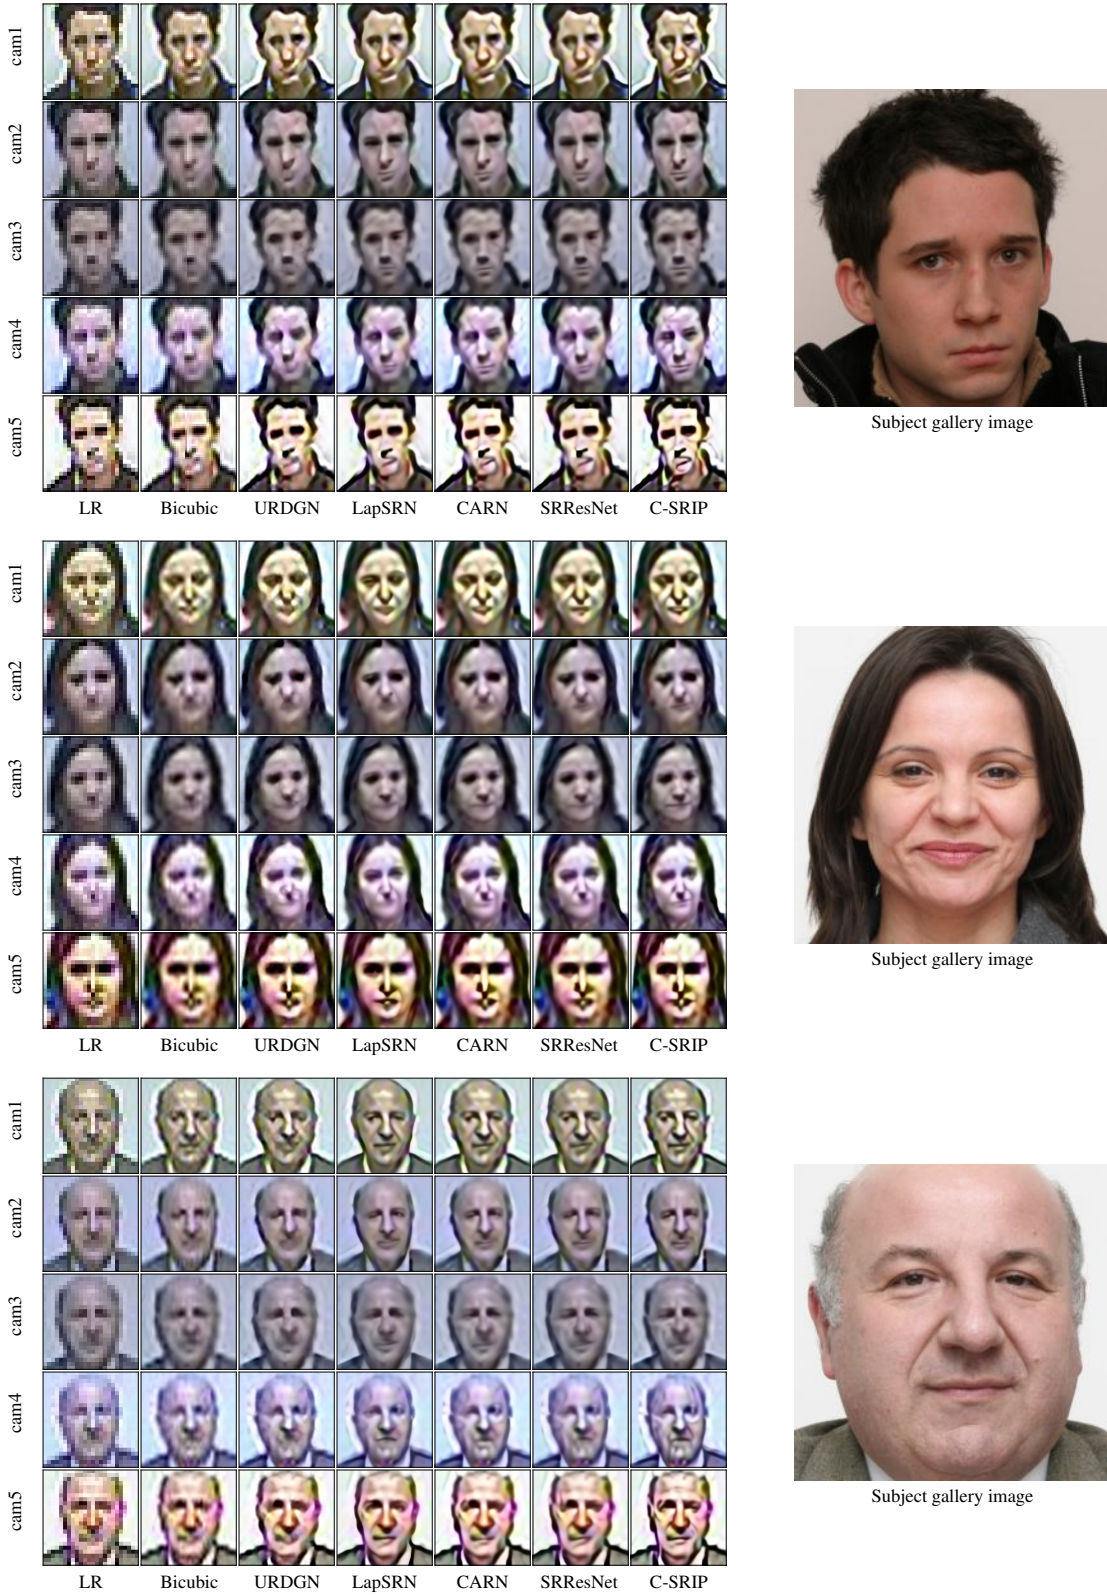 cam1
cam2
cam3
cam4
cam5
LR Bicubic URDGN LapSRN CARN SRResNet C-SRIP
Subject gallery image
cam1
cam2
cam3
cam4
cam5
LR Bicubic URDGN LapSRN CARN SRResNet C-SRIP
Subject gallery image
cam1
cam2
cam3
cam4
cam5
LR Bicubic URDGN LapSRN CARN SRResNet C-SRIP
Subject gallery image